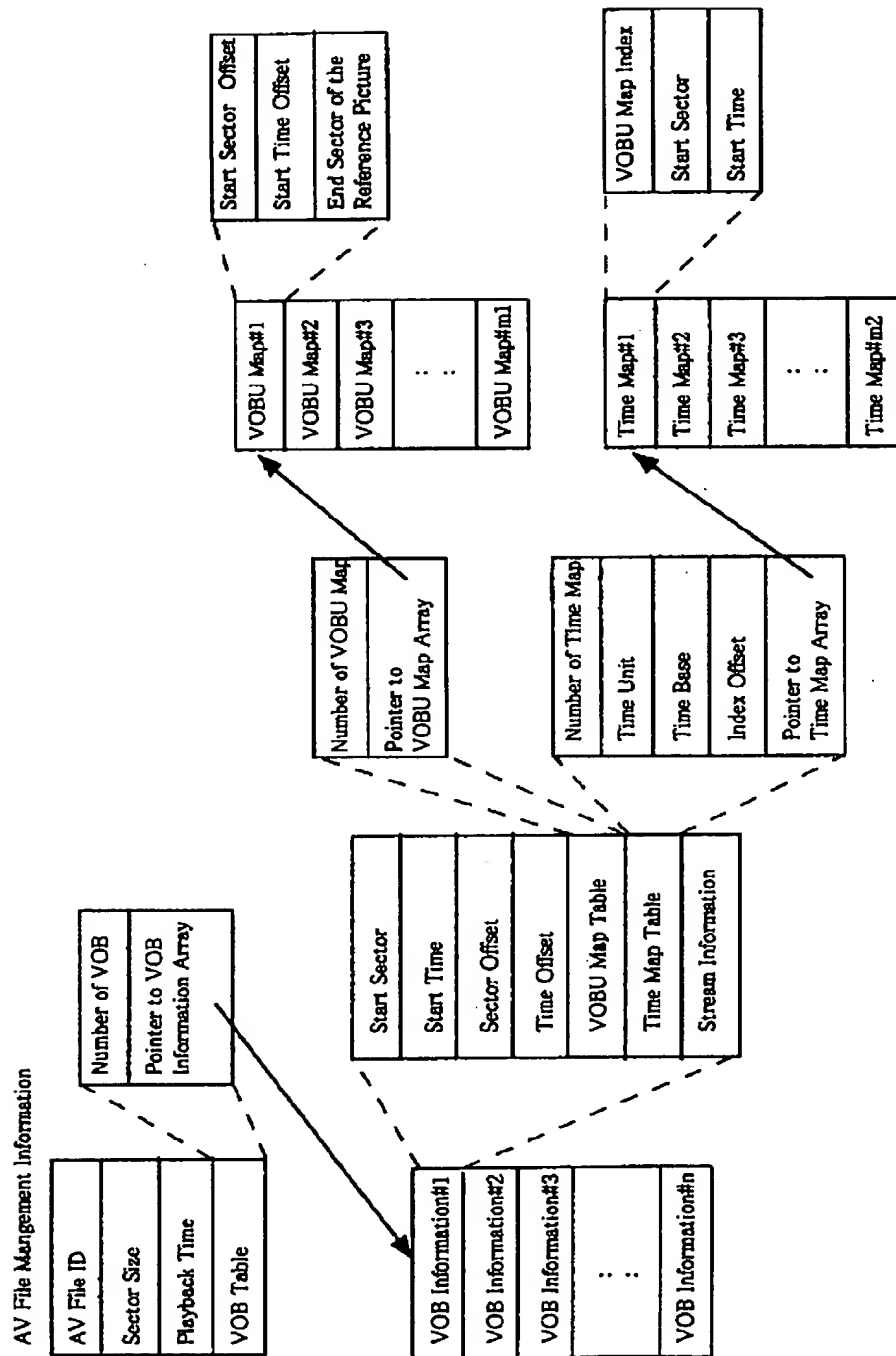 AV File Mangement Information
AV File ID
Sector Size
Playback Time
VOB Table
Number of VOB
Pointer to VOB
Information Array
VOB Information#1
VOB Information#2
VOB Information#3
: :
VOB Information#n
Start Sector
Start Time
Sector Offset
Time Offset
VOBU Map Table
Time Map Table
Stream Information
Number of VOBU Map
Pointer to
VOBU Map Array
Number of Time Map
Time Unit
Time Base
Index Offset
Pointer to
Time Map Array
VOBU Map#1
VOBU Map#2
VOBU Map#3
: :
VOBU Map#m1
Start Sector Offset
Start Time Offset
End Sector of the
Reference Picture
Time Map#1
Time Map#2
Time Map#3
: :
Time Map#m2
VOBU Map Index
Start Sector
Start Time